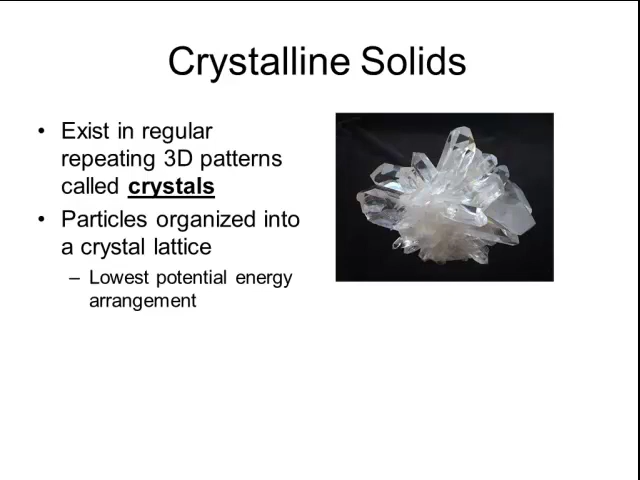 Crystalline Solids
• Exist in regular
repeating 3D patterns
called crystals
• Particles organized into
a crystal lattice
– Lowest potential energy
arrangement